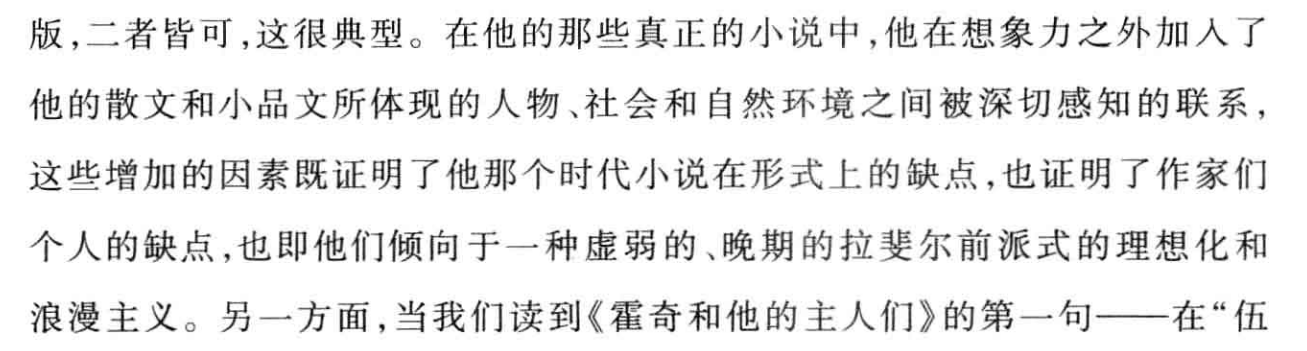 版,二者皆可,这很典型。在他的那些真正的小说中,他在想象力之外加入了
他的散文和小品文所体现的人物、社会和自然环境之间被深切感知的联系,
这些增加的因素既证明了他那个时代小说在形式上的缺点,也证明了作家们
个人的缺点,也即他们倾向于一种虚弱的、晚期的拉斐尔前派式的理想化和
浪漫主义。另一方面,当我们读到《霍奇和他的主人们》的第一句——在“伍